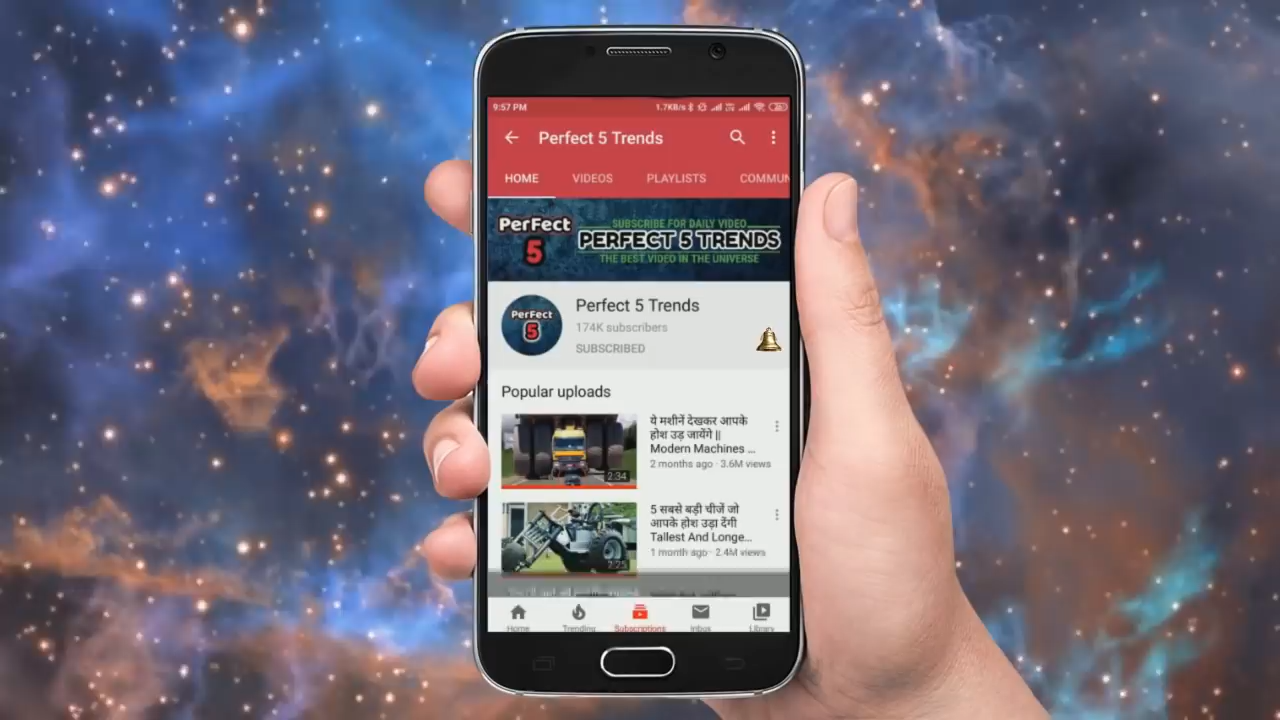 9:57 PM 1.7KB/s
Perfect 5 Trends
HOME VIDEOS PLAYLISTS COMMUN
PerFect
5
SUBSCRIBE FOR DAILY VIDEO
PERFECT 5 TRENDS
THE BEST VIDEO IN THE UNIVERSE
PerFect
5
Perfect 5 Trends
174K subscribers
SUBSCRIBED
Popular uploads
ये मशीनें देखकर आपके
होश उड़ जायेंगे ||
Modern Machines ...
2 months ago · 3.6M views
2:34
5 सबसे बड़ी चीजें जो
आपके होश उड़ा देंगी
Tallest And Longe...
1 month ago · 2.4M views
2:25
Home Trending Subscriptions Inbox Library